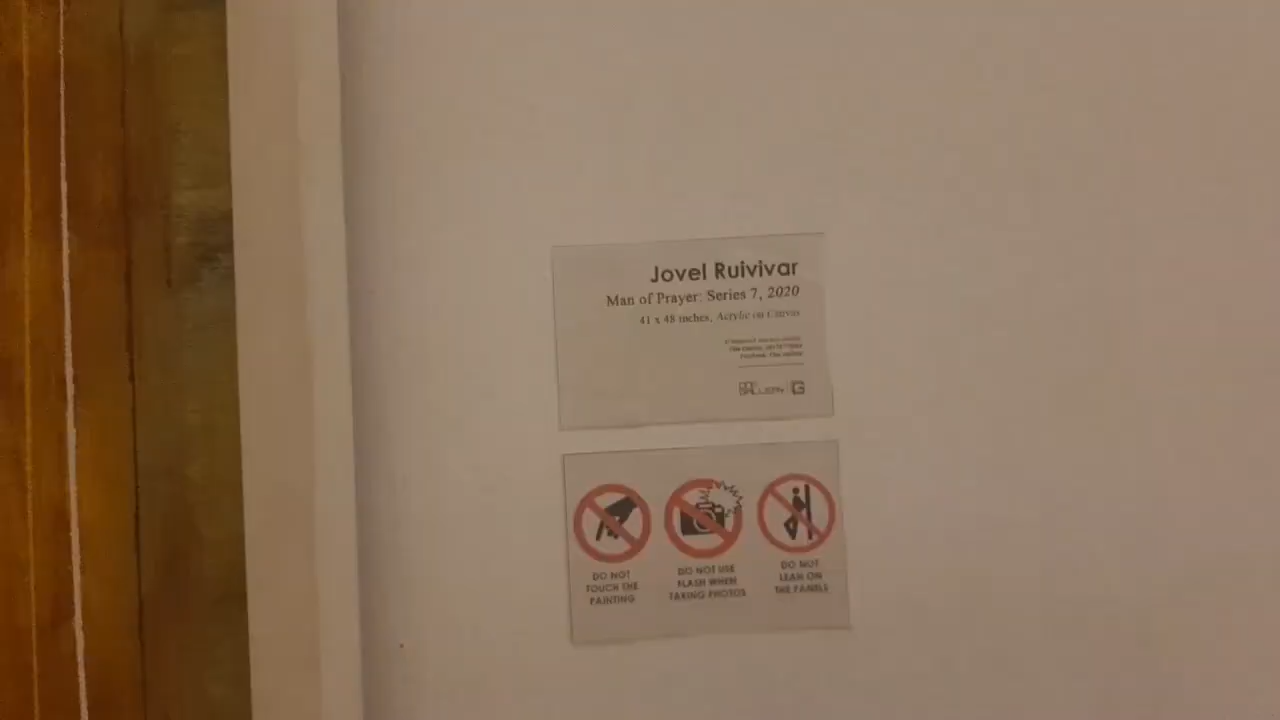 Jovel Ruivivar
Man of Prayer: Series 7, 2020
41 x 48 inches, Acrylic on Canvas
GALLERY
G
DO NOT
TOUCH THE
PAINTING
DO NOT USE
FLASH WHEN
TAKING PHOTOS
DO NOT
LEAN ON
THE PANELS